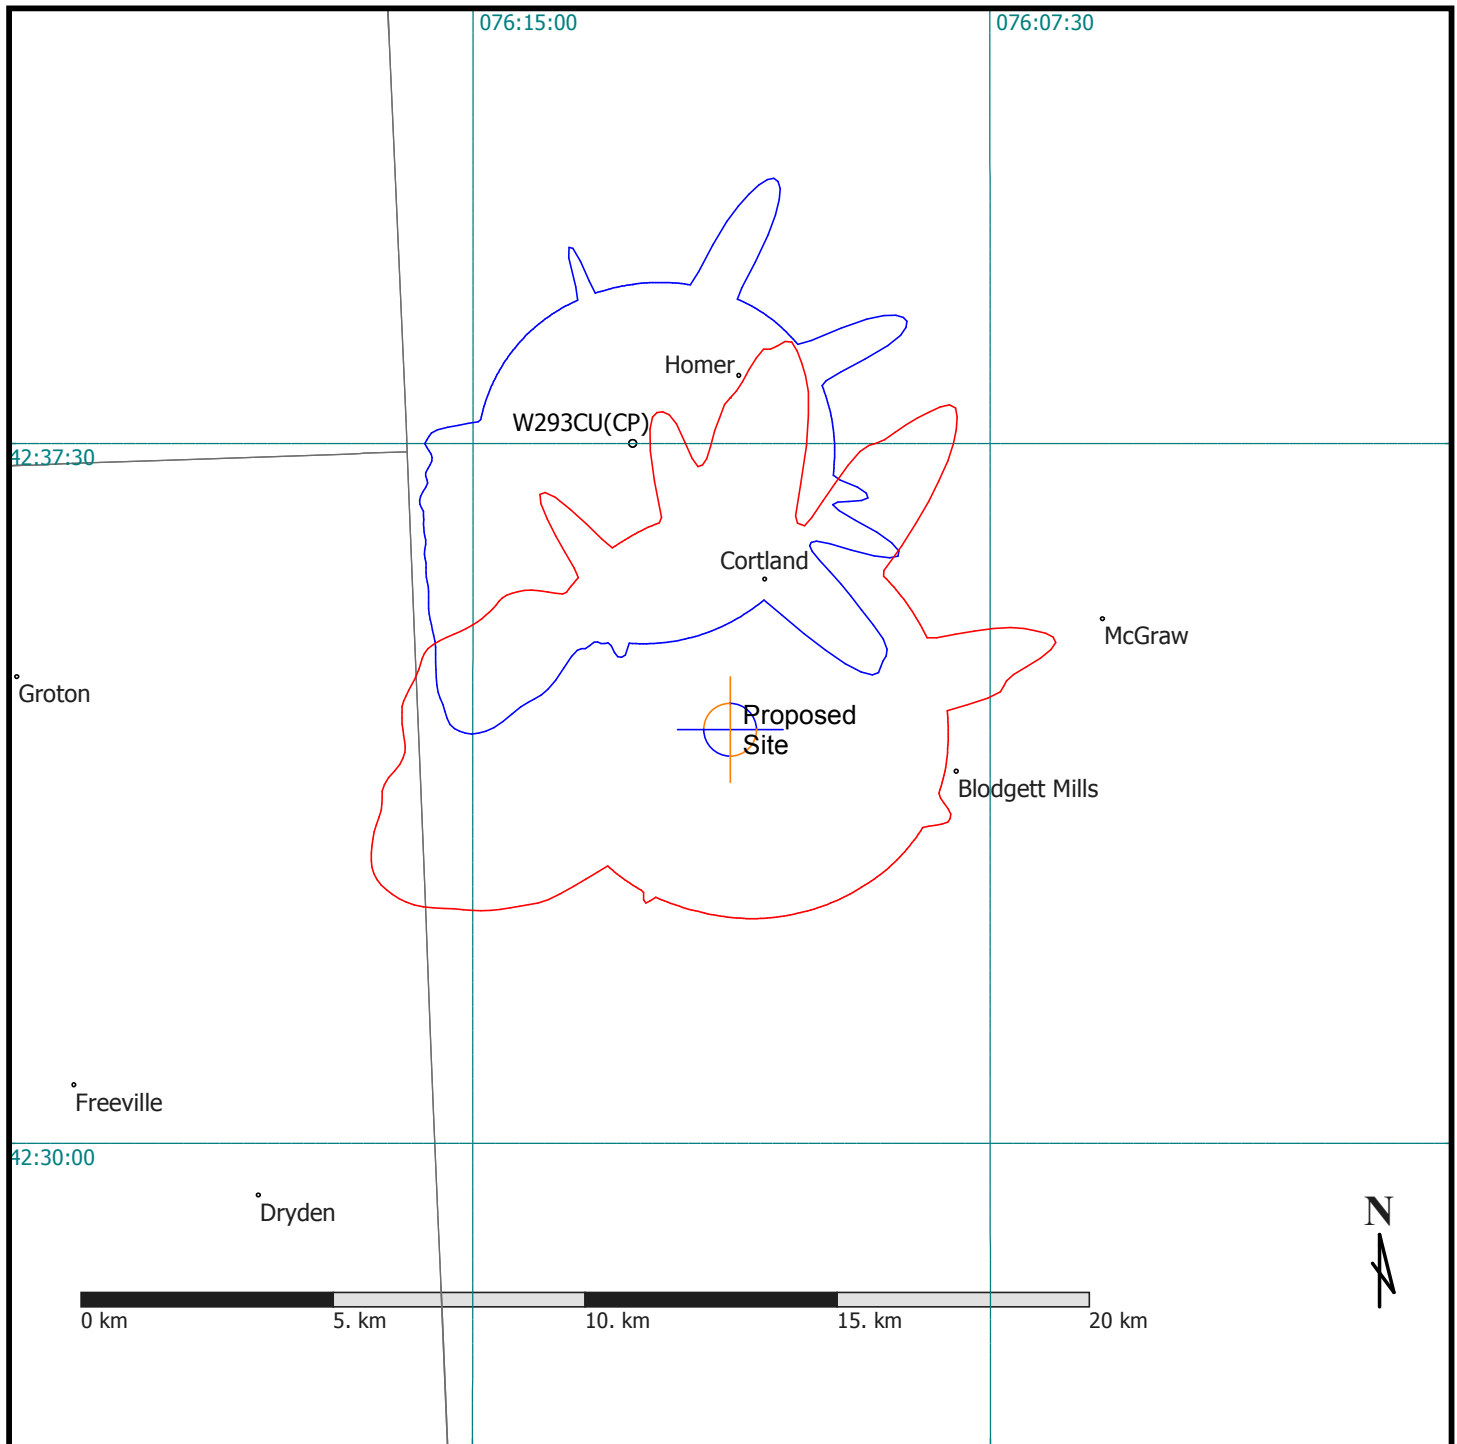 076:15:00
076:07:30
Homer
W293CU(CP)
42:37:30
Cortland
McGraw
Groton
Proposed
Site
Blodgett Mills
Freeville
42:30:00
Dryden
N
0 km
5. km
10. km
15. km
20 km